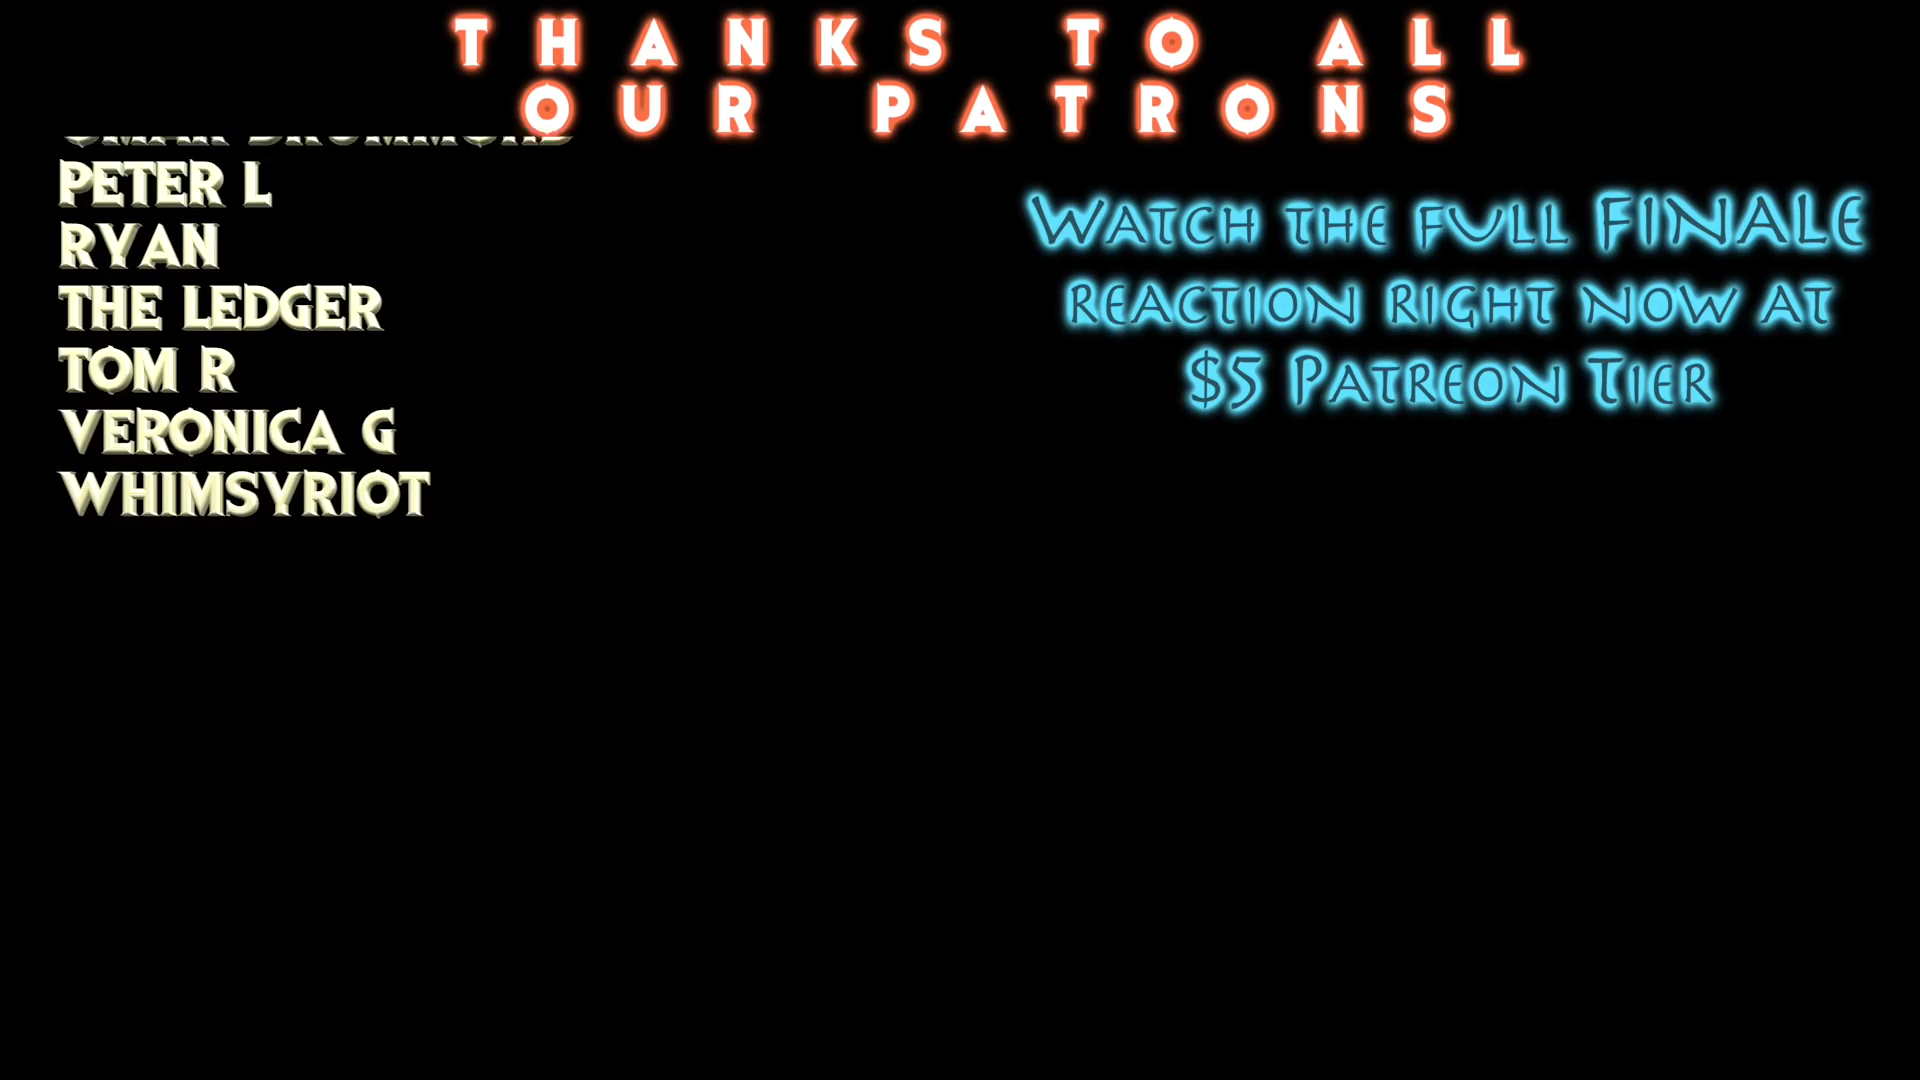 THANKS TO ALL
OUR PATRONS
PETER L
RYAN
THE LEDGER
TOM R
VERONICA G
WHIMSYRIOT
WATCH THE FULL FINALE
REACTION RIGHT NOW AT
$5 PATREON TIER